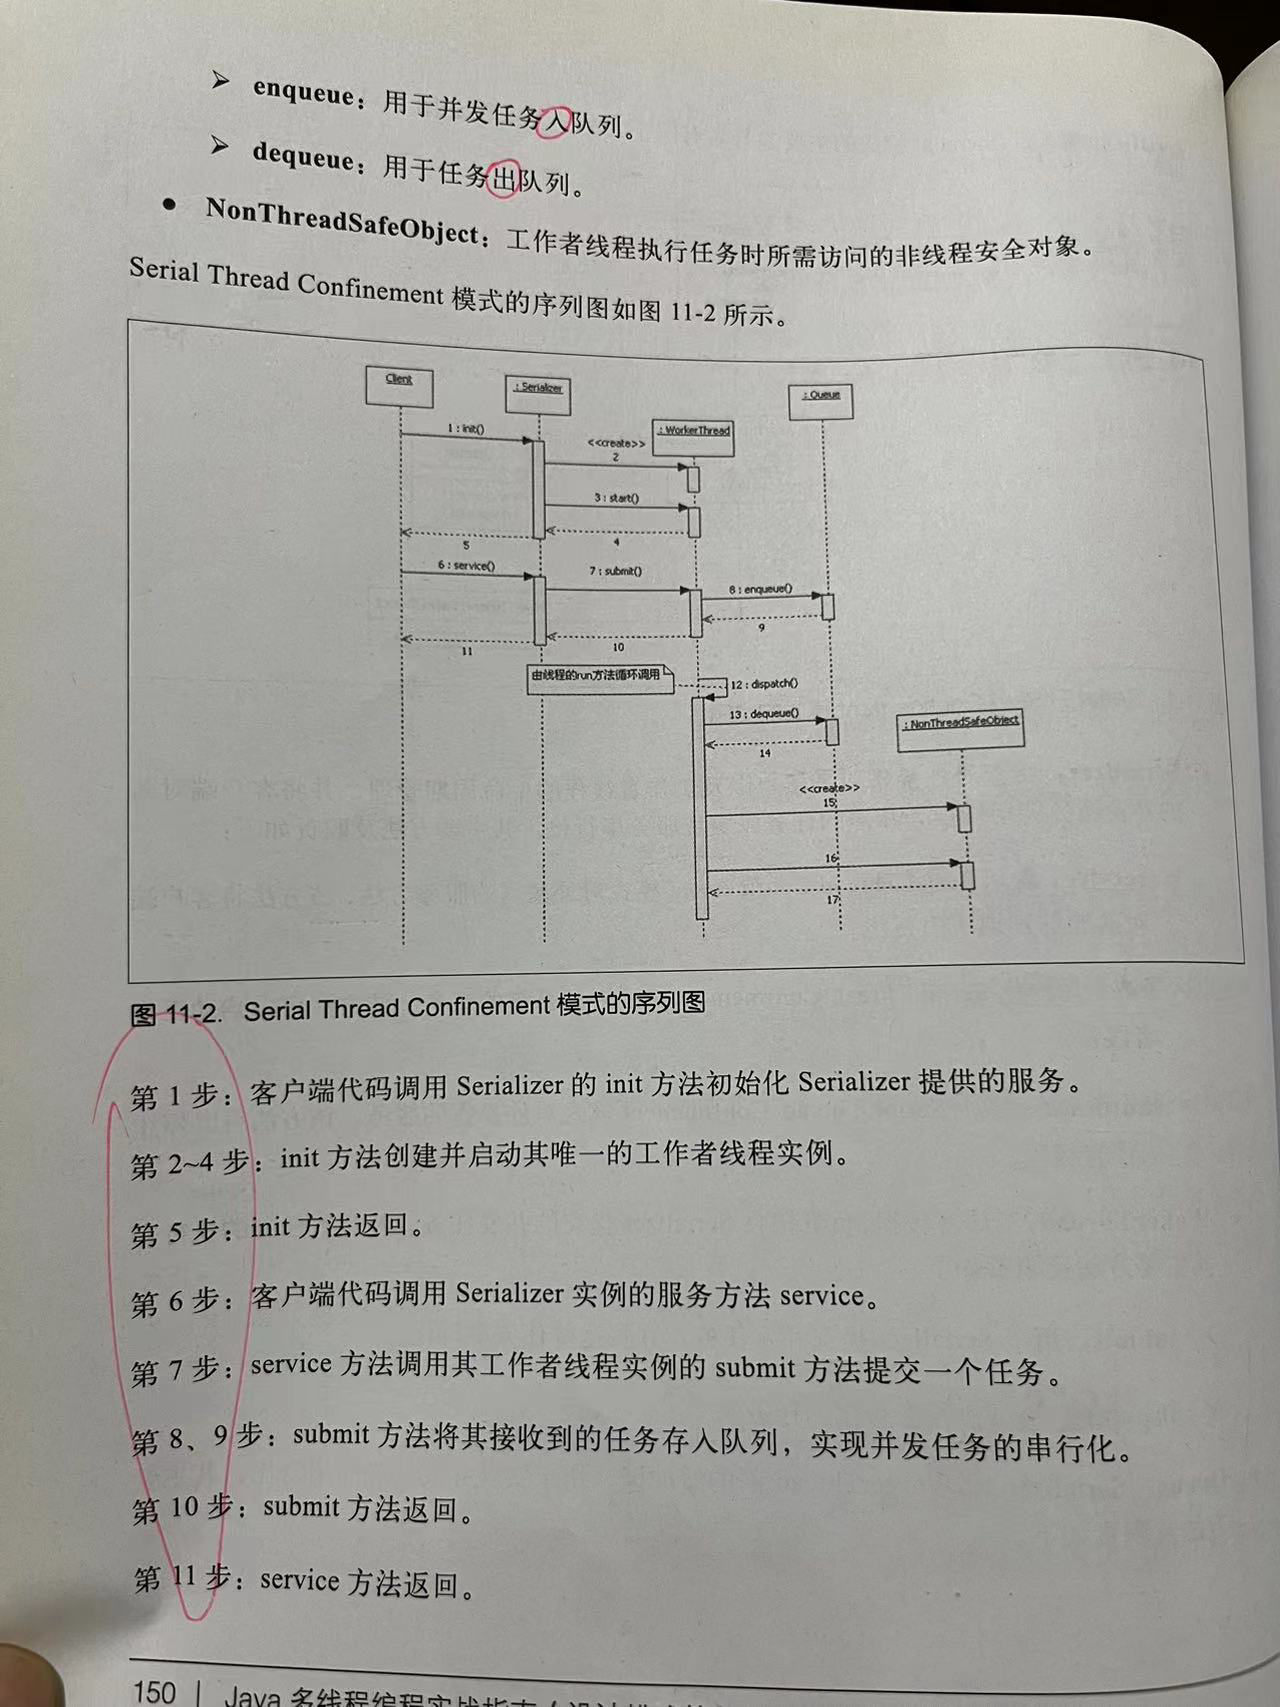 ➢ enqueue：用于并发任务入队列。
➢ dequeue：用于任务出队列。
● NonThreadSafeObject：工作者线程执行任务时所需访问的非线程安全对象。
Serial Thread Confinement 模式的序列图如图 11-2 所示。
Client
: Serializer
: Queue
1 : init()
<<create>>
: WorkerThread
2
3 : start()
5
4
6 : service()
7 : submit()
8 : enqueue()
9
11
10
由线程的run方法循环调用
12 : dispatch()
13 : dequeue()
: NonThreadSafeObject
14
<<create>>
15
16
17
图 11-2. Serial Thread Confinement 模式的序列图
第 1 步：客户端代码调用 Serializer 的 init 方法初始化 Serializer 提供的服务。
第 2~4 步：init 方法创建并启动其唯一的工作者线程实例。
第 5 步：init 方法返回。
第 6 步：客户端代码调用 Serializer 实例的服务方法 service。
第 7 步：service 方法调用其工作者线程实例的 submit 方法提交一个任务。
第 8、9 步：submit 方法将其接收到的任务存入队列，实现并发任务的串行化。
第 10 步：submit 方法返回。
第 11 步：service 方法返回。
150 | Java 多线程编程实战指南